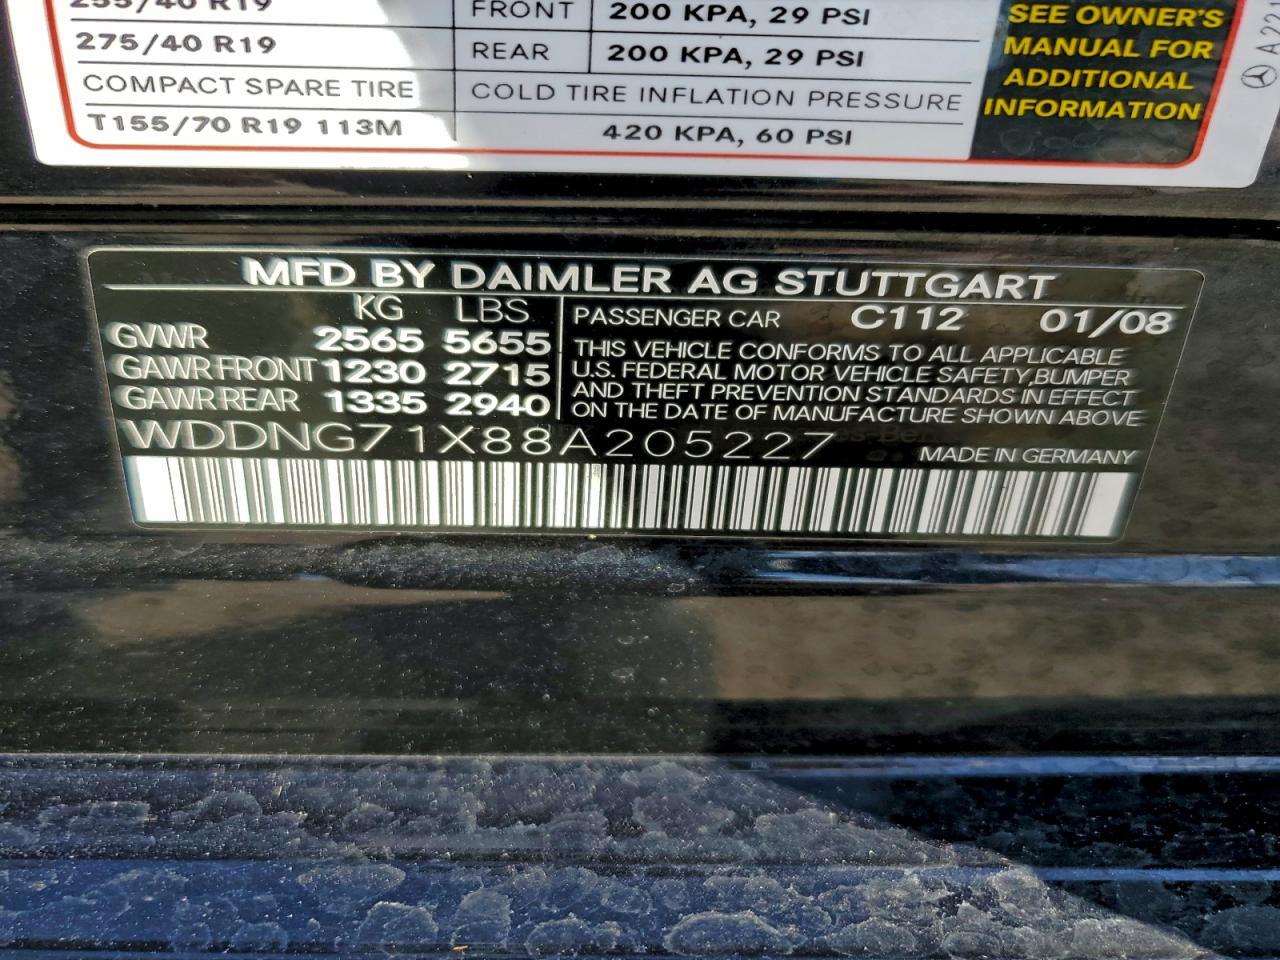 255/40 R19 FRONT 200 KPA, 29 PSI
275/40 R19 REAR 200 KPA, 29 PSI
COMPACT SPARE TIRE COLD TIRE INFLATION PRESSURE
T155/70 R19 113M 420 KPA, 60 PSI
SEE OWNER'S
MANUAL FOR
ADDITIONAL
INFORMATION
MFD BY DAIMLER AG STUTTGART
KG LBS
GVWR 2565 5655
GAWR FRONT 1230 2715
GAWR REAR 1335 2940
PASSENGER CAR C112 01/08
THIS VEHICLE CONFORMS TO ALL APPLICABLE
U.S. FEDERAL MOTOR VEHICLE SAFETY,BUMPER
AND THEFT PREVENTION STANDARDS IN EFFECT
ON THE DATE OF MANUFACTURE SHOWN ABOVE
WDDNG71X88A205227
MADE IN GERMANY